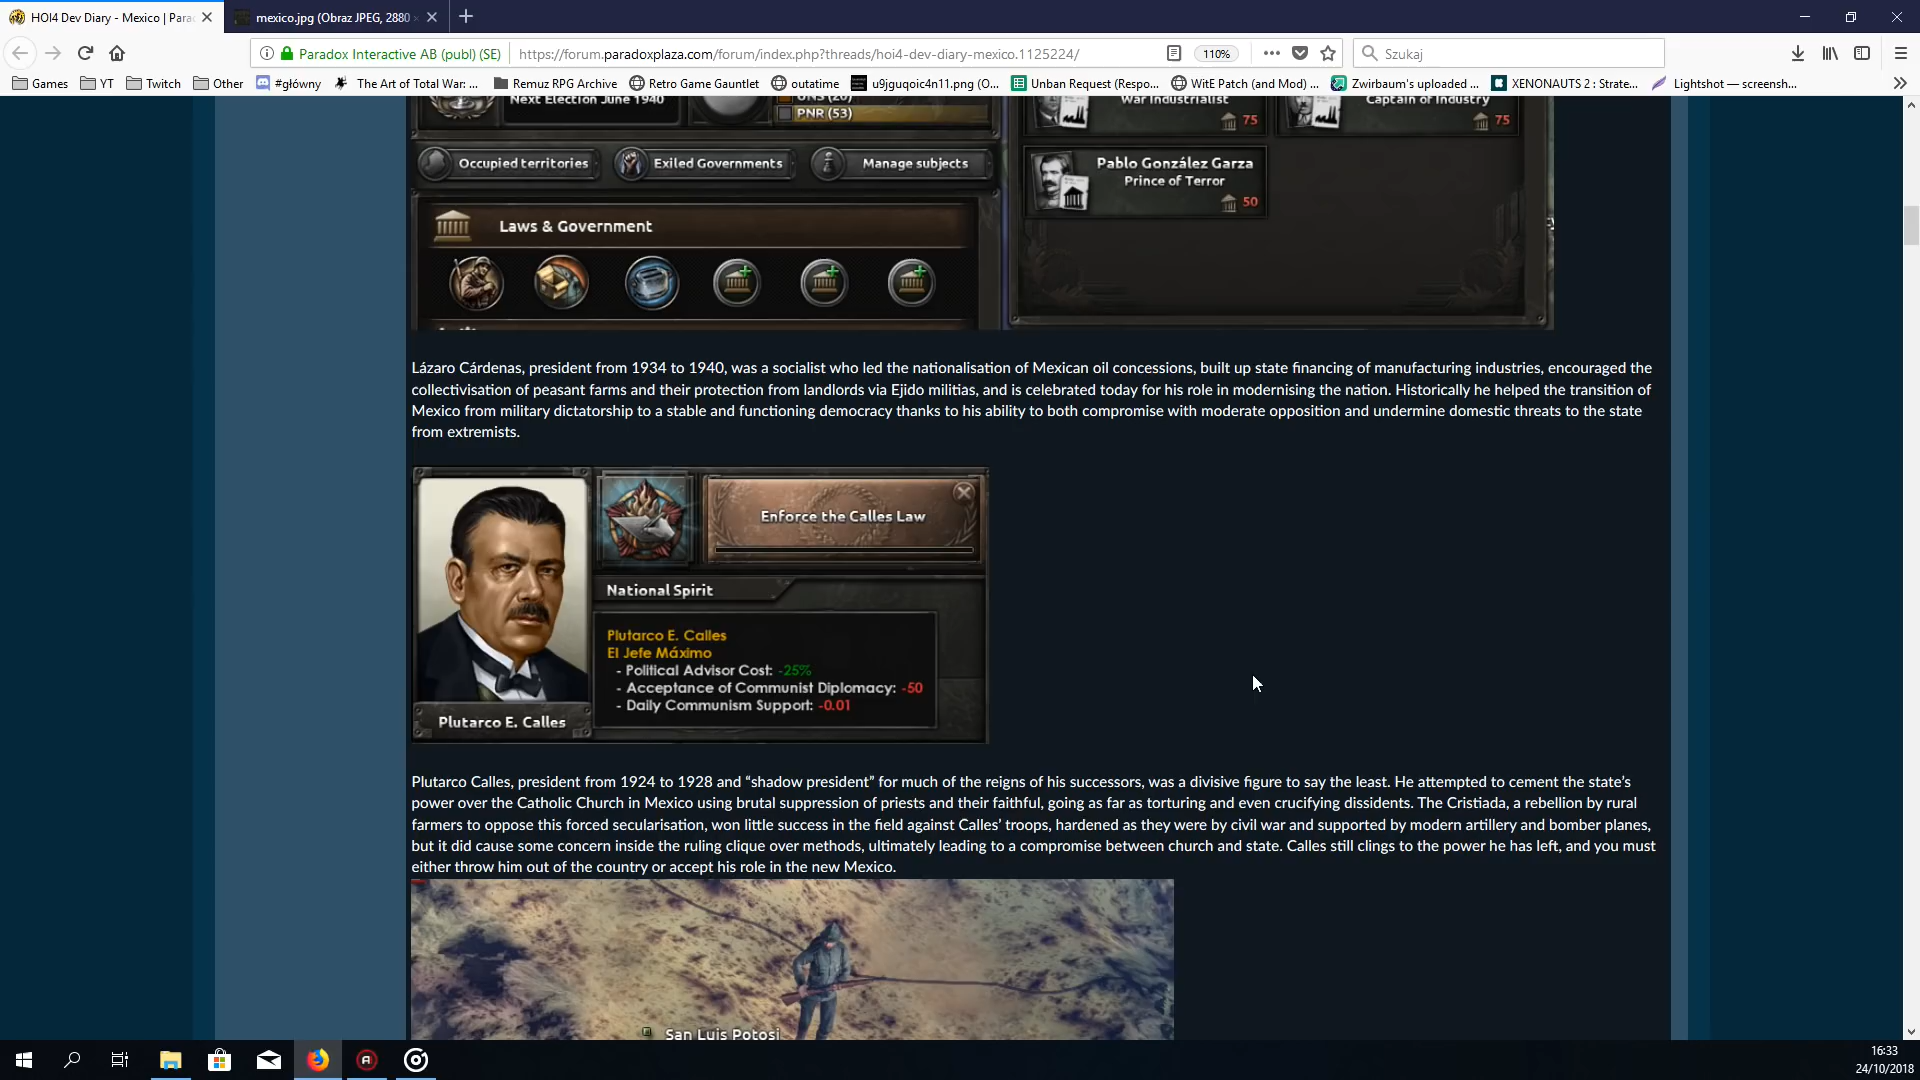 HOI4 Dev Diary - Mexico | Para
mexico.jpg (Obraz JPEG, 2880
Paradox Interactive AB (publ) (SE)
https://forum.paradoxplaza.com/forum/index.php?threads/hoi4-dev-diary-mexico.1125224/
110%
Szukaj
Games
YT
Twitch
Other
#główny
The Art of Total War: ...
Remuz RPG Archive
Retro Game Gauntlet
outatime
u9jguqoic4n11.png (O...
Unban Request (Respo...
WitE Patch (and Mod) ...
Zwirbaum's uploaded ...
XENONAUTS 2 : Strate...
Lightshot — screensh...
Next Election June 1940
UNS (20)
PNR (53)
War Industrialist
75
Captain of Industry
75
Occupied territories
Exiled Governments
Manage subjects
Pablo González Garza
Prince of Terror
50
Laws & Government
Lázaro Cárdenas, president from 1934 to 1940, was a socialist who led the nationalisation of Mexican oil concessions, built up state financing of manufacturing industries, encouraged the
collectivisation of peasant farms and their protection from landlords via Ejido militias, and is celebrated today for his role in modernising the nation. Historically he helped the transition of
Mexico from military dictatorship to a stable and functioning democracy thanks to his ability to both compromise with moderate opposition and undermine domestic threats to the state
from extremists.
Enforce the Calles Law
National Spirit
Plutarco E. Calles
El Jefe Máximo
- Political Advisor Cost: -25%
- Acceptance of Communist Diplomacy: -50
- Daily Communism Support: -0.01
Plutarco E. Calles
Plutarco Calles, president from 1924 to 1928 and “shadow president” for much of the reigns of his successors, was a divisive figure to say the least. He attempted to cement the state’s
power over the Catholic Church in Mexico using brutal suppression of priests and their faithful, going as far as torturing and even crucifying dissidents. The Cristiada, a rebellion by rural
farmers to oppose this forced secularisation, won little success in the field against Calles’ troops, hardened as they were by civil war and supported by modern artillery and bomber planes,
but it did cause some concern inside the ruling clique over methods, ultimately leading to a compromise between church and state. Calles still clings to the power he has left, and you must
either throw him out of the country or accept his role in the new Mexico.
San Luis Potosi
16:33
24/10/2018